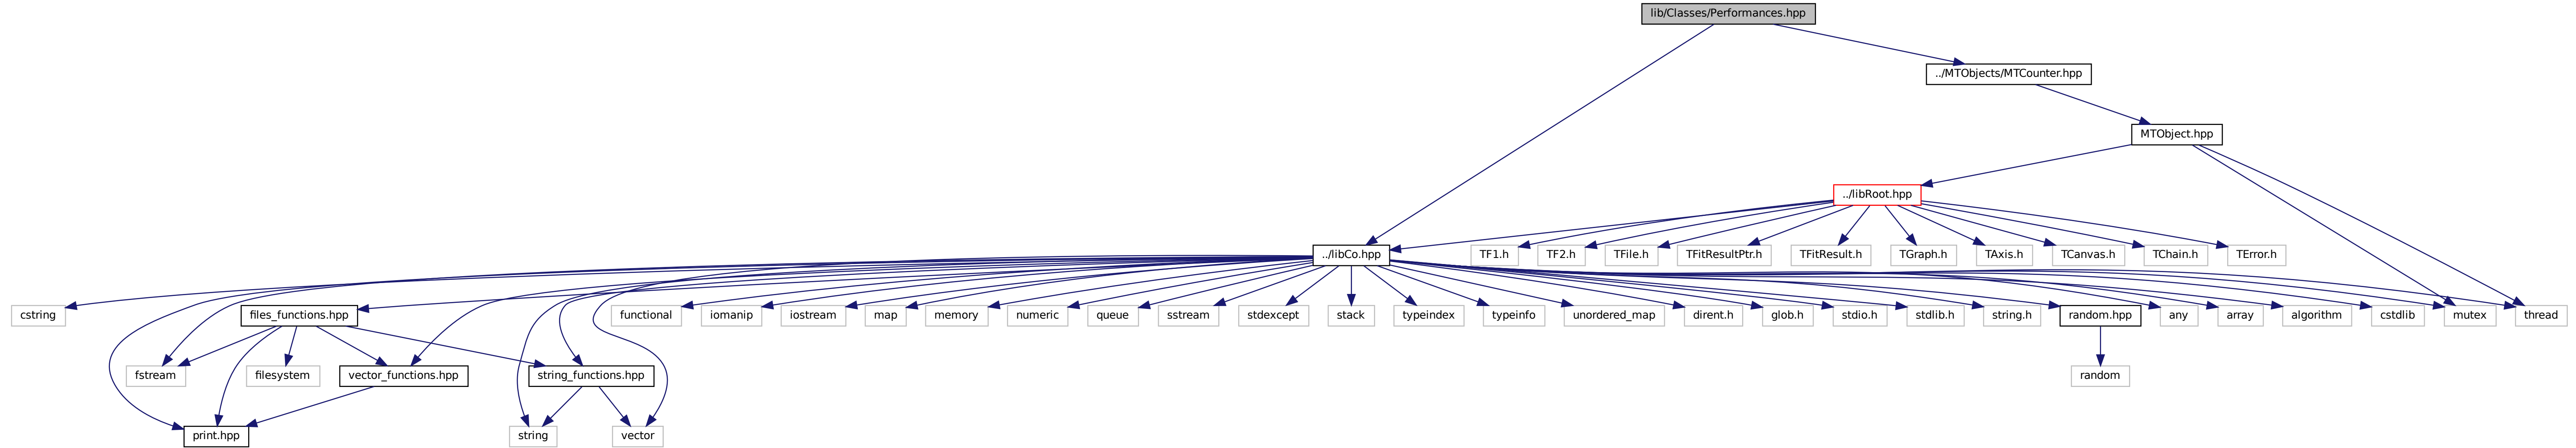 lib/Classes/Performances.hpp
../MTObjects/MTCounter.hpp
MTObject.hpp
../libRoot.hpp
../libCo.hpp
TF1.h
TF2.h
TFile.h
TFitResultPtr.h
TFitResult.h
TGraph.h
TAxis.h
TCanvas.h
TChain.h
TError.h
cstring
files_functions.hpp
functional
iomanip
iostream
map
memory
numeric
queue
sstream
stdexcept
stack
typeindex
typeinfo
unordered_map
dirent.h
glob.h
stdio.h
stdlib.h
string.h
random.hpp
any
array
algorithm
cstdlib
mutex
thread
fstream
filesystem
vector_functions.hpp
string_functions.hpp
random
print.hpp
string
vector